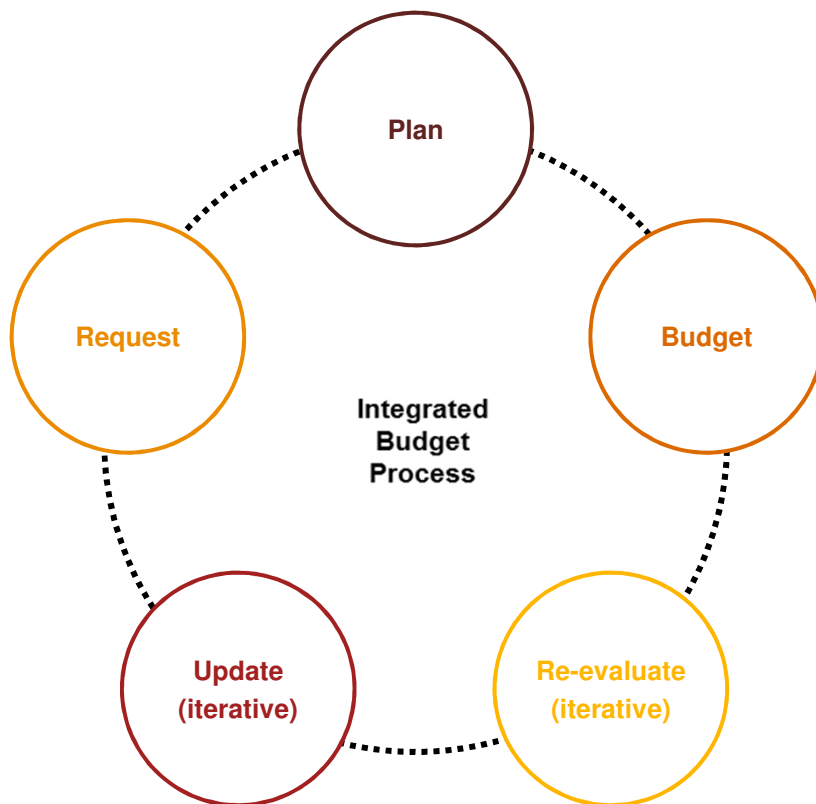 Plan
Budget
Re-evaluate
(iterative)
Update
(iterative)
Request
Integrated
Budget
Process